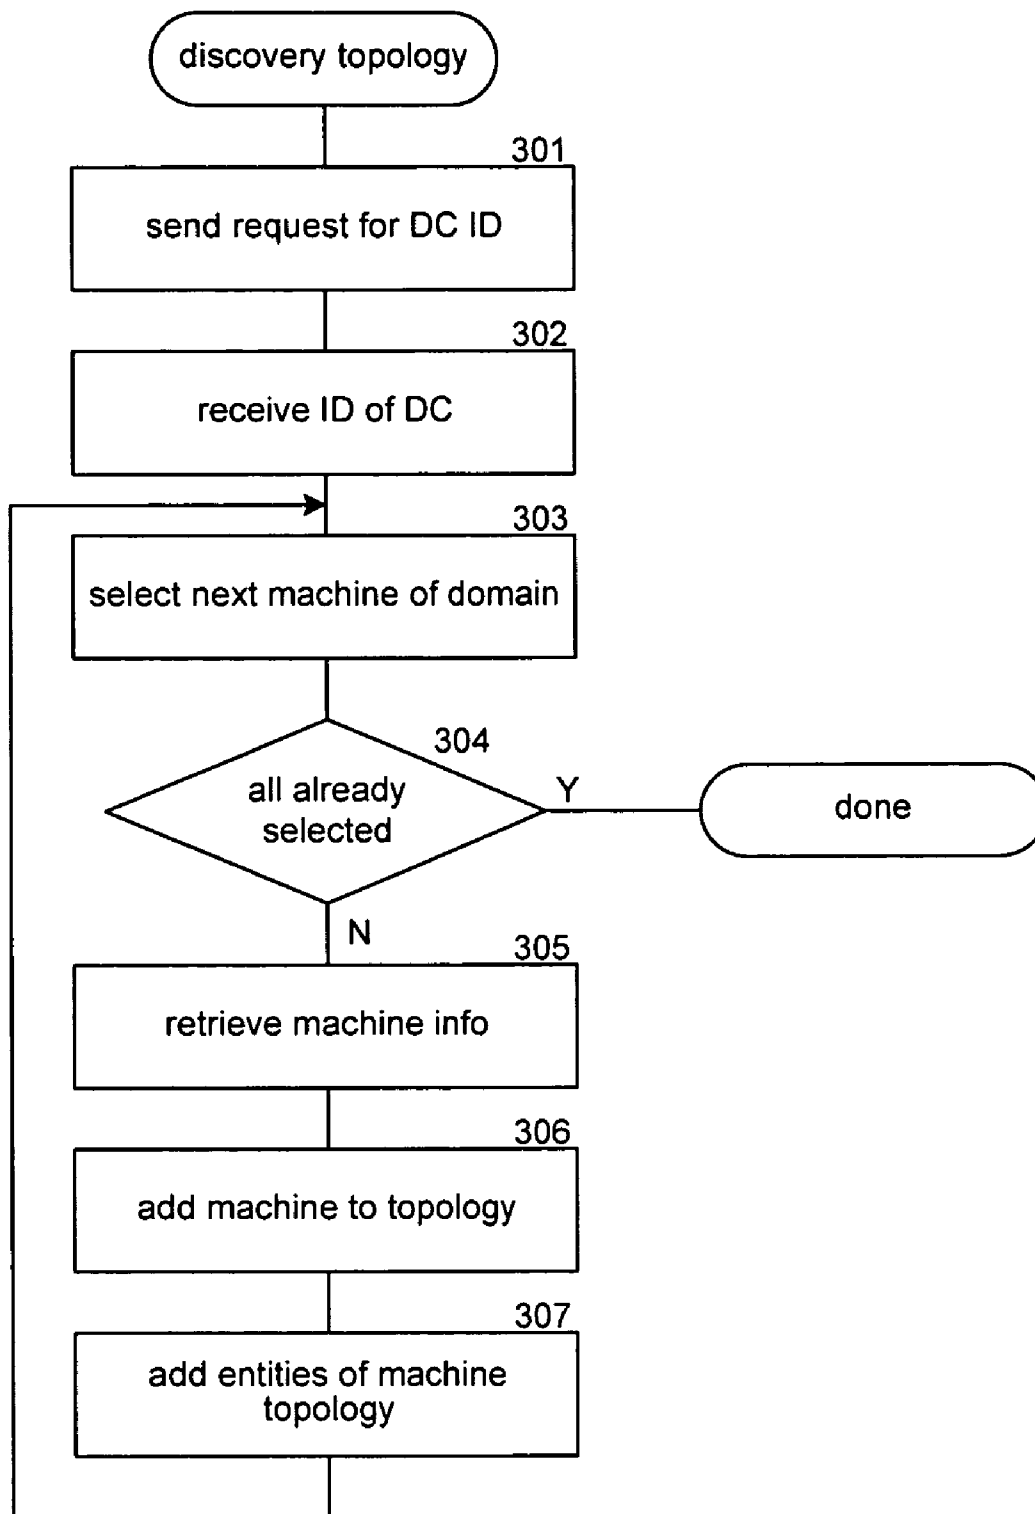 discovery topology
301
send request for DC ID
302
receive ID of DC
303
select next machine of domain
304
all already
selected
Y
done
N
305
retrieve machine info
306
add machine to topology
307
add entities of machine
topology